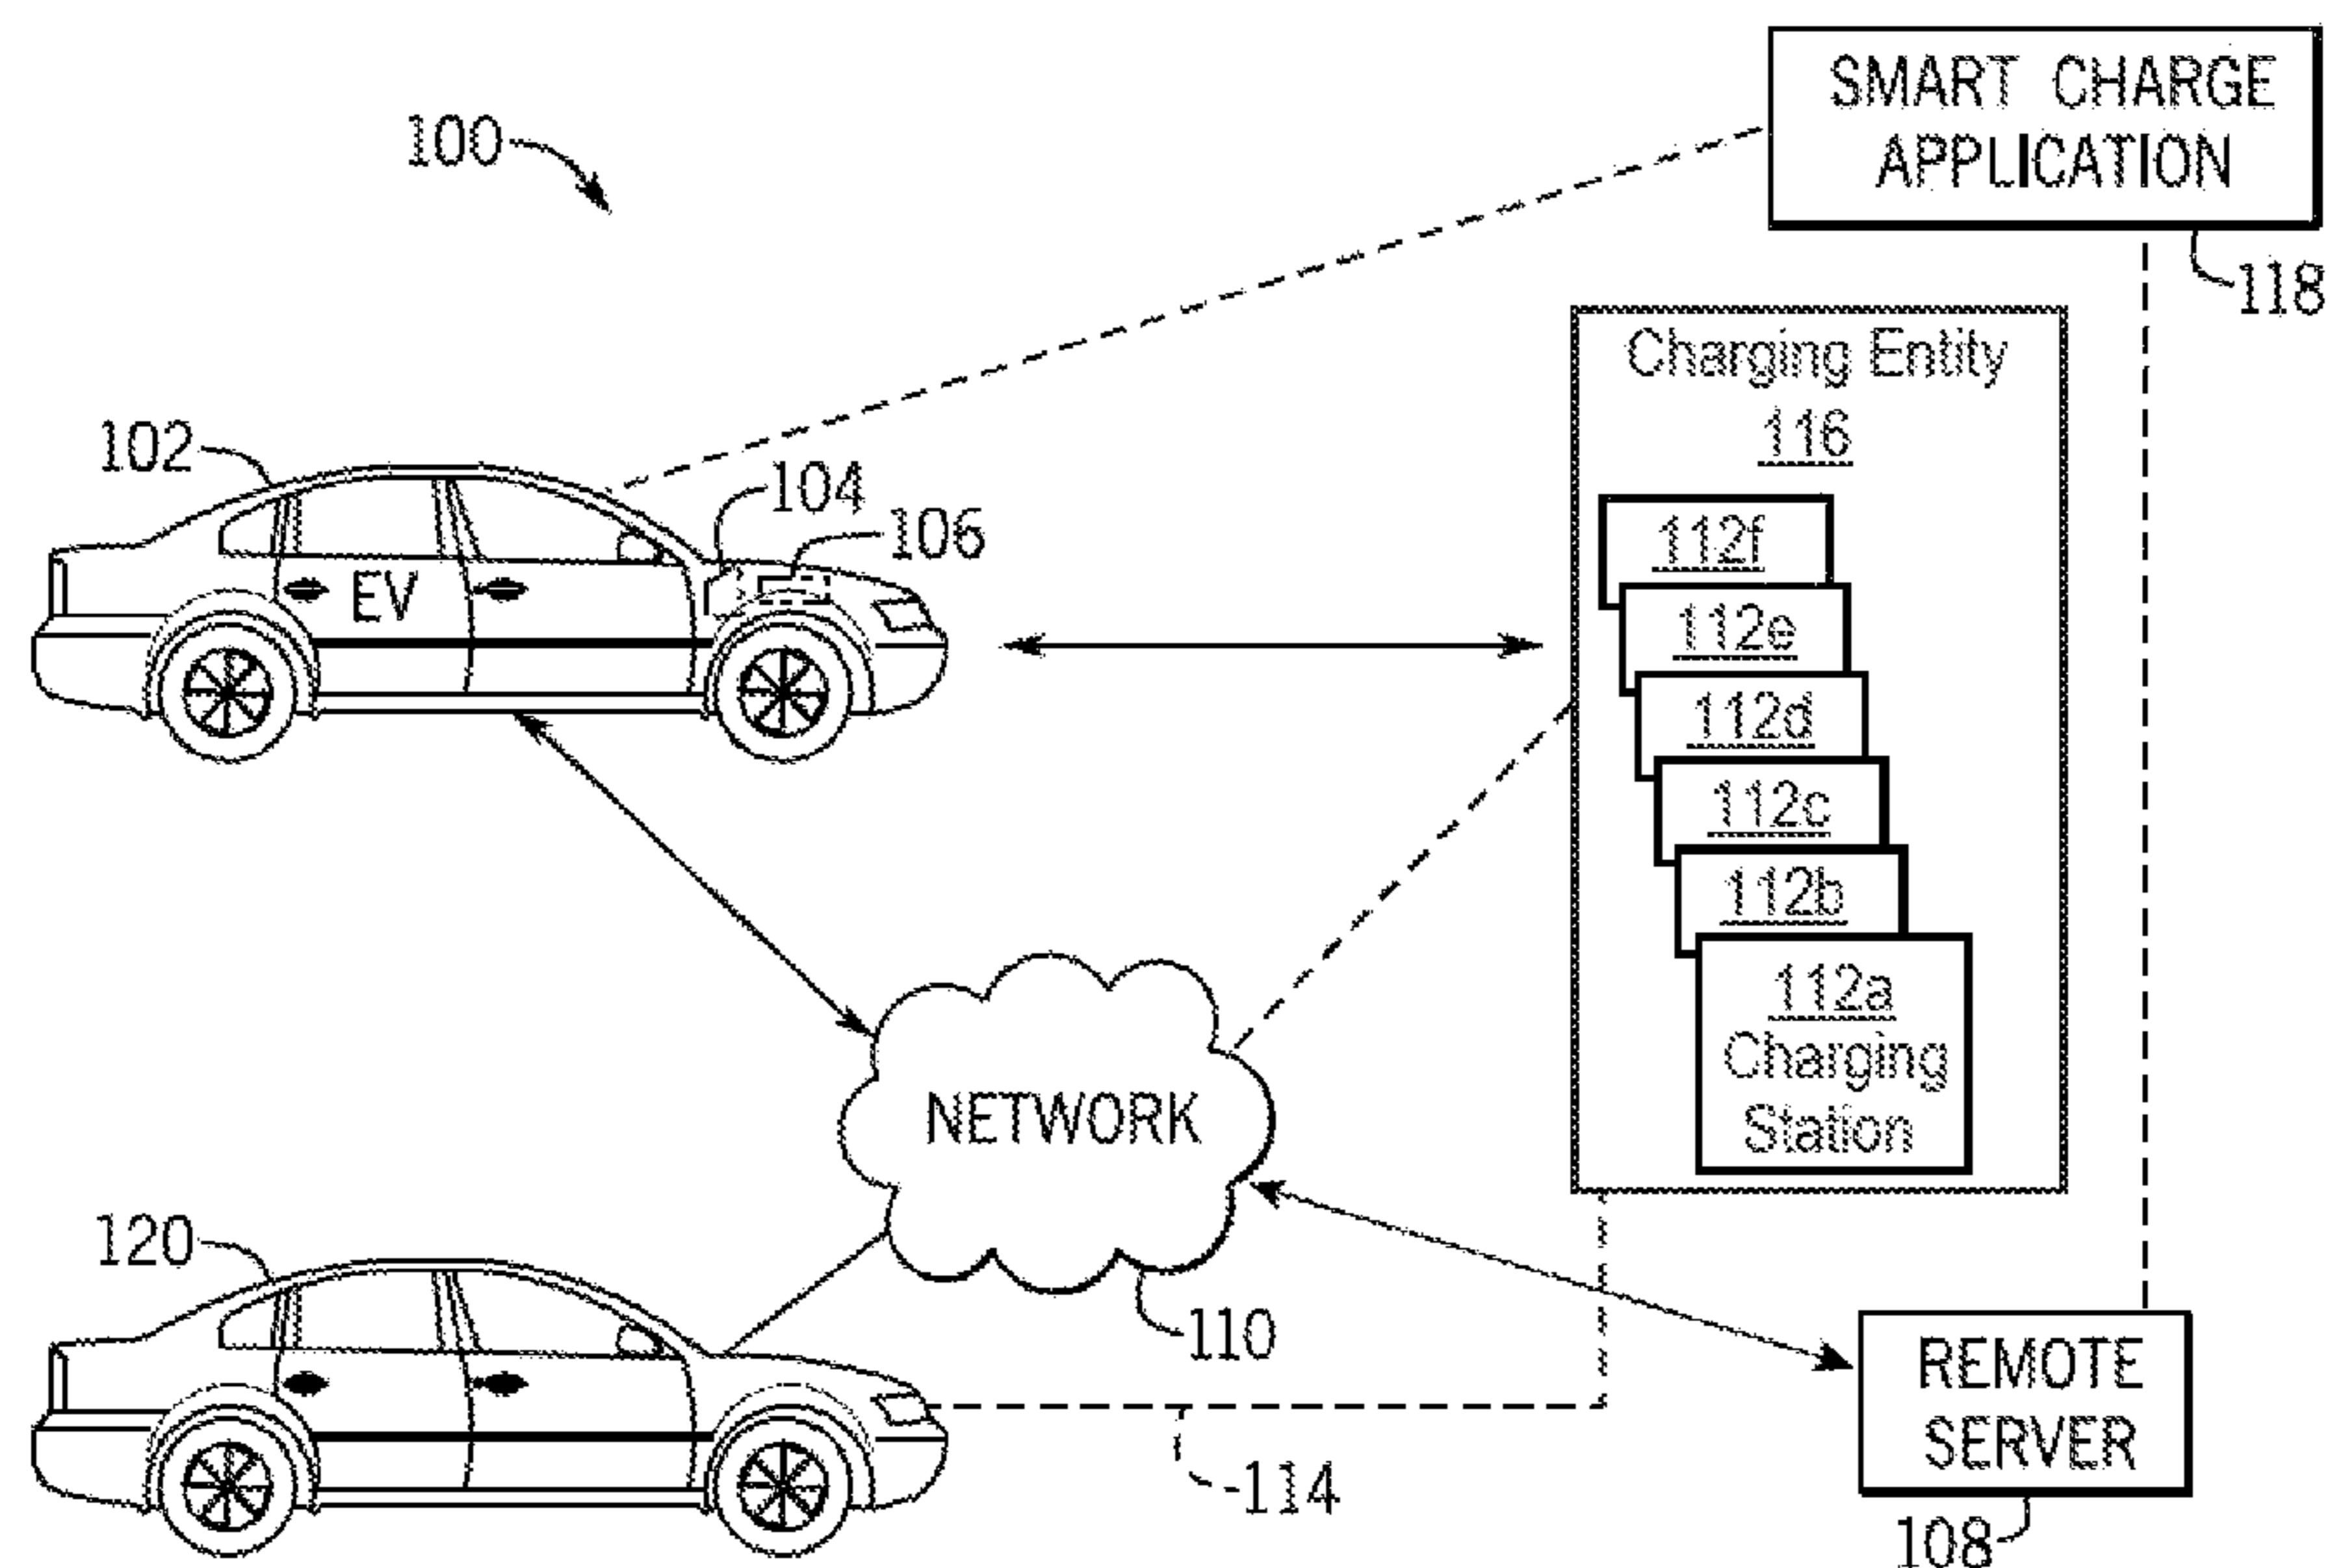 SMART CHARGE
APPLICATION
118
100
Charging Entity
116
102
104
106
EV
112f
112e
112d
112c
112b
112a
Charging
Station
NETWORK
110
120
114
REMOTE
SERVER
108